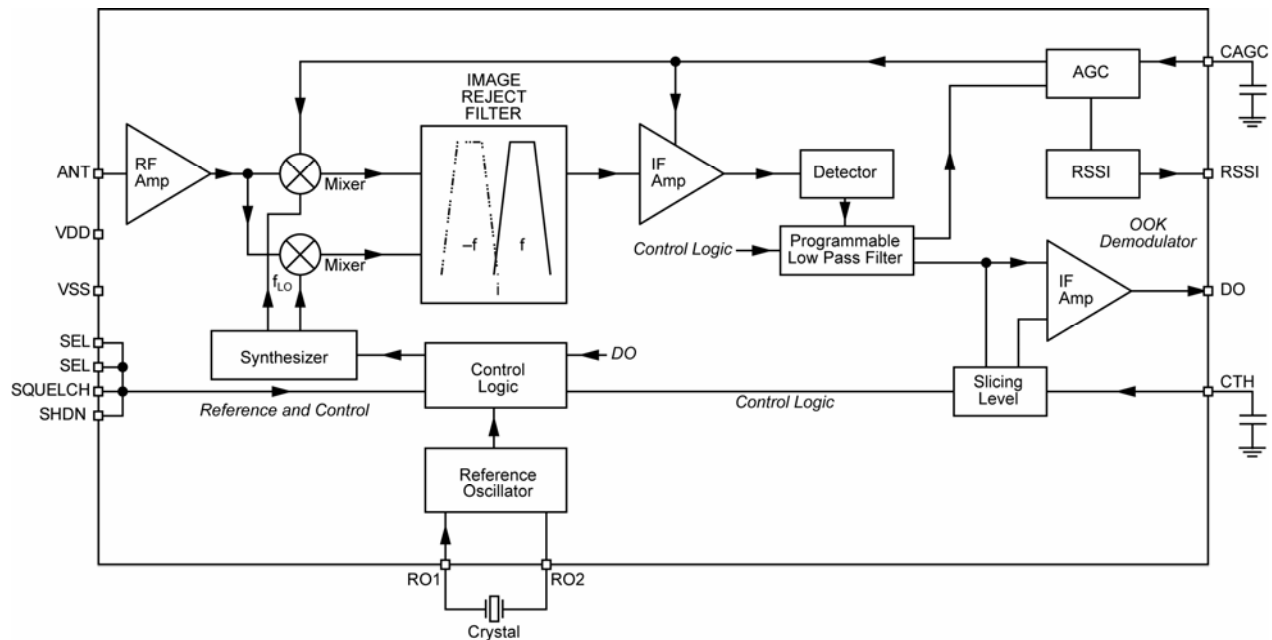 CAGC
AGC
IMAGE
REJECT
FILTER
RF
Amp
ANT
Mixer
IF
Amp
Detector
RSSI
RSSI
–f
f
OOK
Demodulator
VDD
Control Logic
Programmable
Low Pass Filter
Mixer
fLO
i
IF
Amp
DO
VSS
SEL
SEL
SQUELCH
SHDN
Synthesizer
DO
Control
Logic
Reference and Control
Control Logic
Slicing
Level
CTH
Reference
Oscillator
RO1
RO2
Crystal